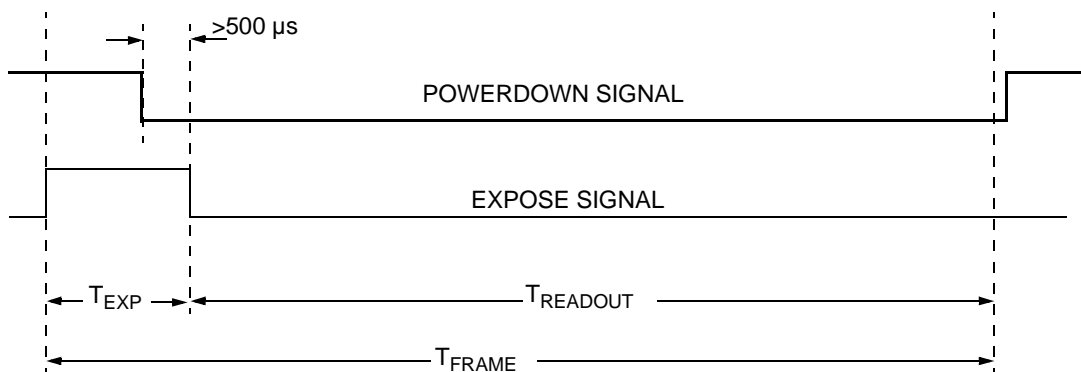 >500 µs
POWERDOWN SIGNAL
EXPOSE SIGNAL
TEXP
TREADOUT
TFRAME